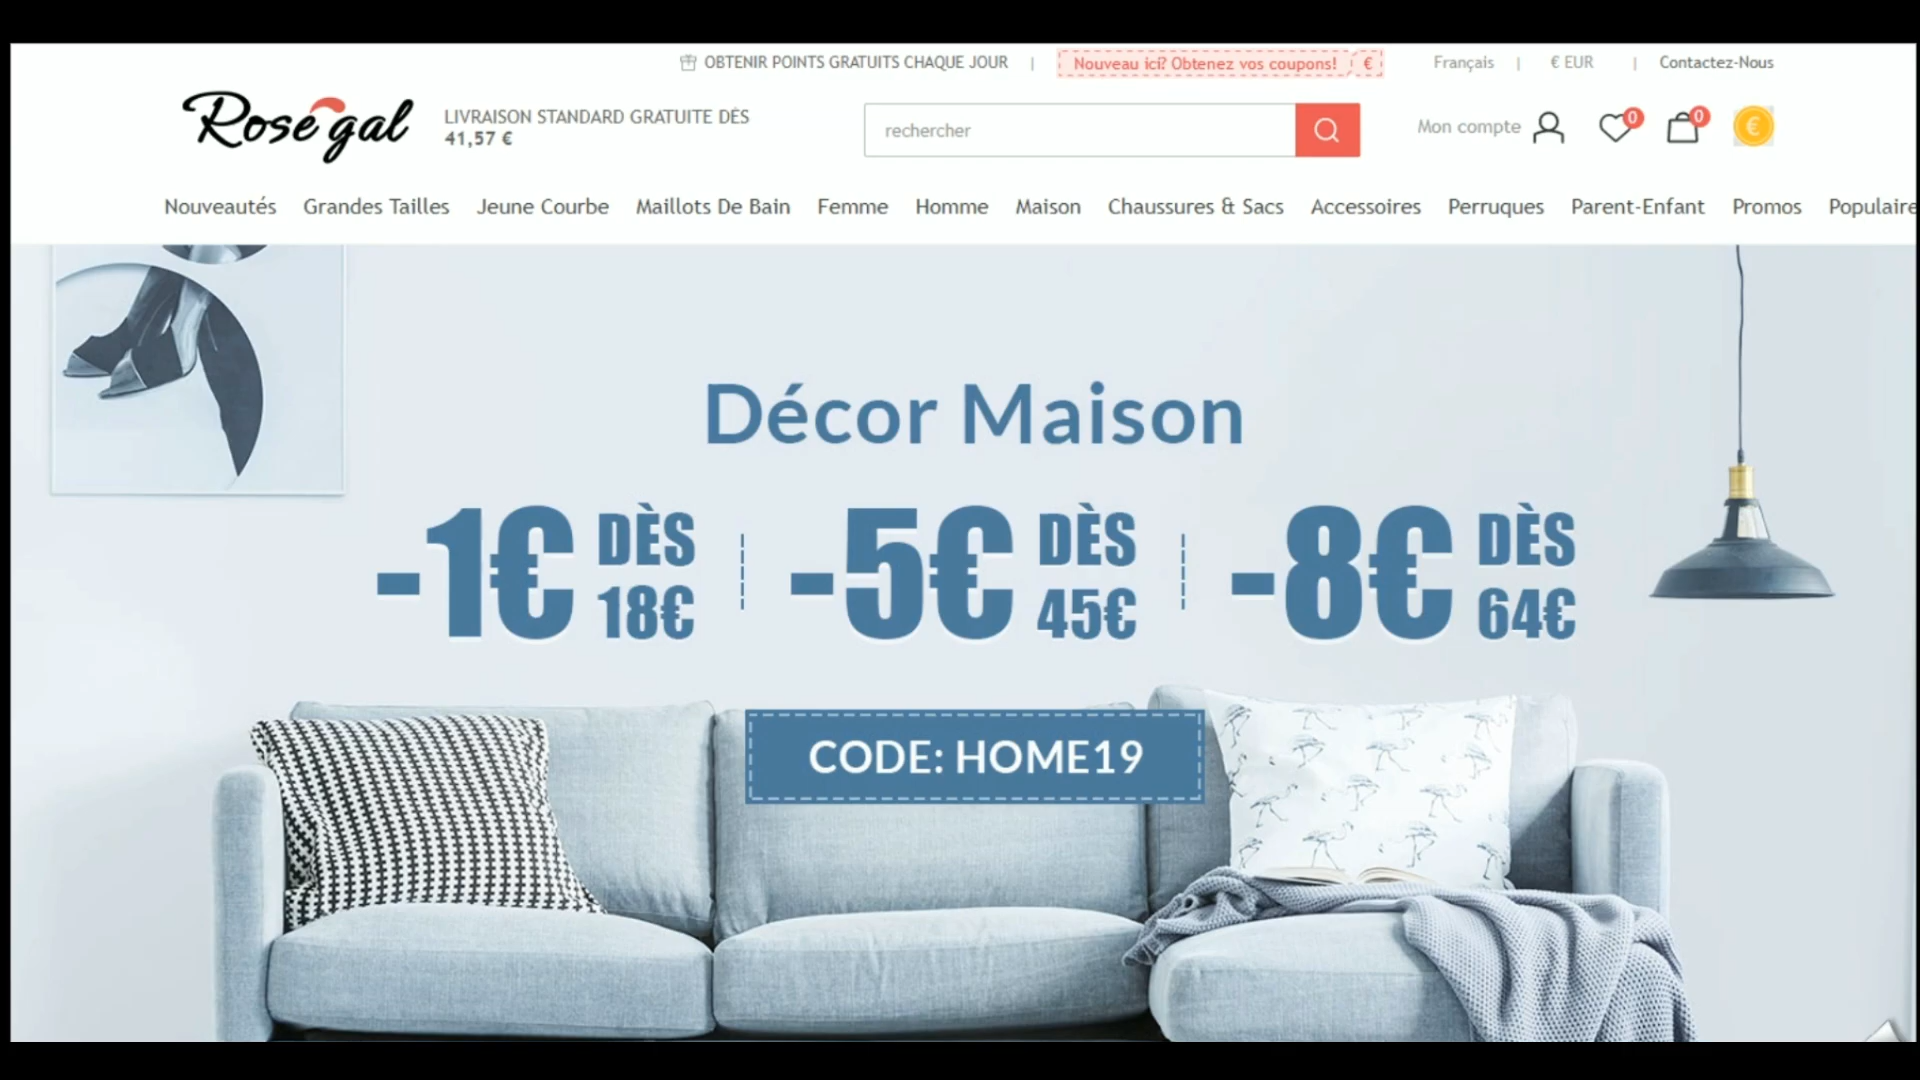 OBTENIR POINTS GRATUITS CHAQUE JOUR | Nouveau ici? Obtenez vos coupons! € Français | € EUR | Contactez-Nous
Rosegal
LIVRAISON STANDARD GRATUITE DÈS
41,57 €
rechercher
Mon compte 0 0 €
Nouveautés Grandes Tailles Jeune Courbe Maillots De Bain Femme Homme Maison Chaussures & Sacs Accessoires Perruques Parent-Enfant Promos Populaire
Décor Maison
-1€ DÈS 18€
-5€ DÈS 45€
-8€ DÈS 64€
CODE: HOME19